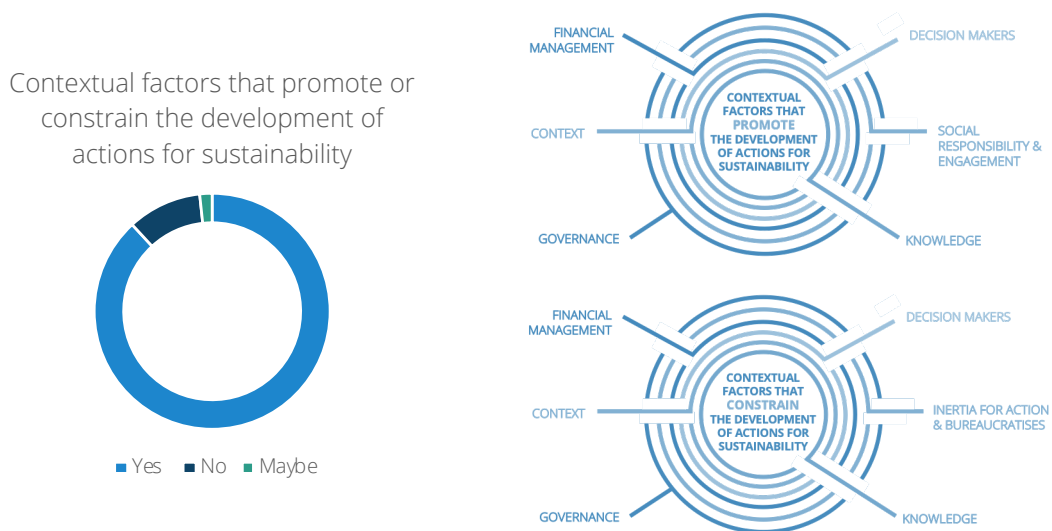 Contextual factors that promote or
constrain the development of
actions for sustainability
Yes No Maybe
FINANCIAL
MANAGEMENT
DECISION MAKERS
CONTEXTUAL
FACTORS THAT
PROMOTE
THE DEVELOPMENT
OF ACTIONS FOR
SUSTAINABILITY
CONTEXT
SOCIAL
RESPONSIBILITY &
ENGAGEMENT
GOVERNANCE
KNOWLEDGE
FINANCIAL
MANAGEMENT
DECISION MAKERS
CONTEXTUAL
FACTORS THAT
CONSTRAIN
THE DEVELOPMENT
OF ACTIONS FOR
SUSTAINABILITY
CONTEXT
INERTIA FOR ACTION
& BUREAUCRATISES
GOVERNANCE
KNOWLEDGE